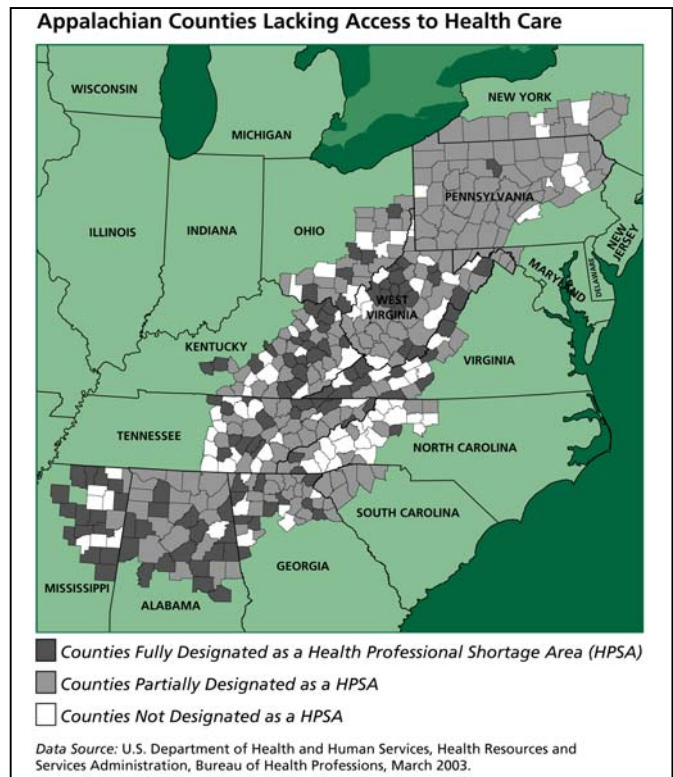 Appalachian Counties Lacking Access to Health Care
WISCONSIN
NEW YORK
MICHIGAN
PENNSYLVANIA
ILLINOIS
INDIANA
OHIO
NEW JERSEY
MARYLAND
DELAWARE
WEST
VIRGINIA
KENTUCKY
VIRGINIA
TENNESSEE
NORTH CAROLINA
SOUTH CAROLINA
GEORGIA
MISSISSIPPI
ALABAMA
Counties Fully Designated as a Health Professional Shortage Area (HPSA)
Counties Partially Designated as a HPSA
Counties Not Designated as a HPSA
Data Source: U.S. Department of Health and Human Services, Health Resources and
Services Administration, Bureau of Health Professions, March 2003.